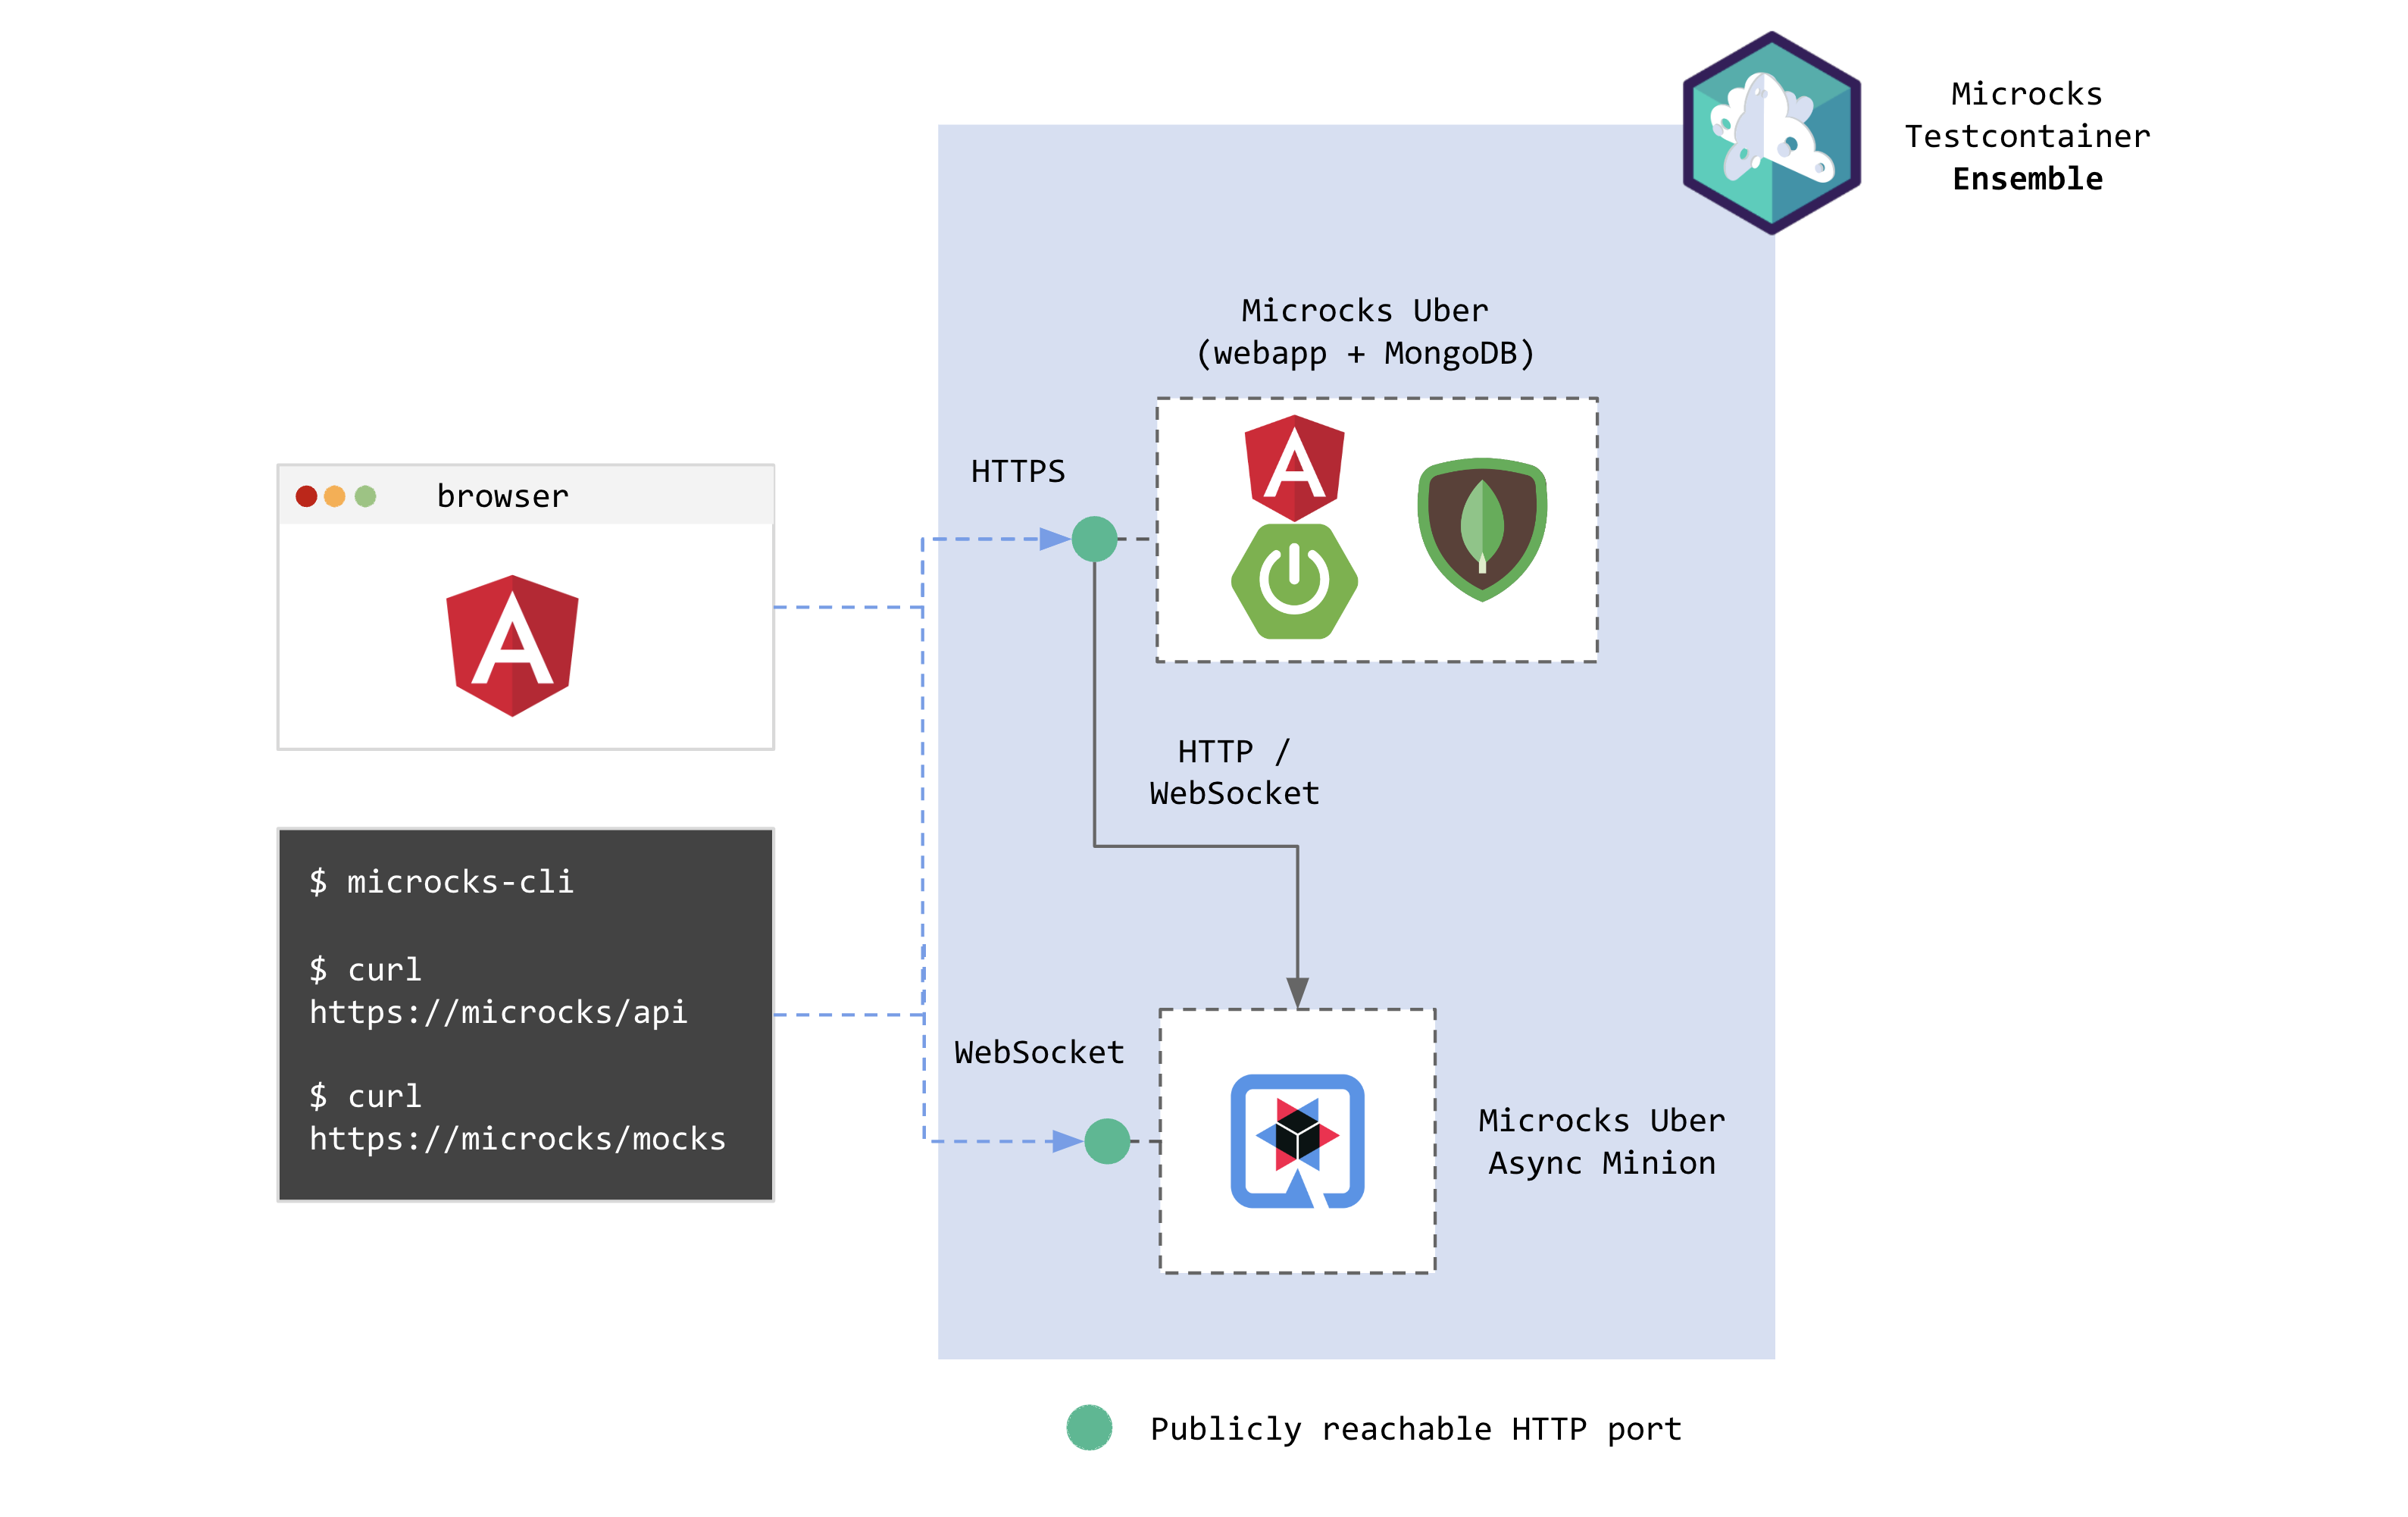 Microcks
Testcontainer
Ensemble
Microcks Uber
(webapp + MongoDB)
HTTPS
browser
HTTP /
WebSocket
$ microcks-cli
$ curl
https://microcks/api
$ curl
https://microcks/mocks
WebSocket
Microcks Uber
Async Minion
Publicly reachable HTTP port